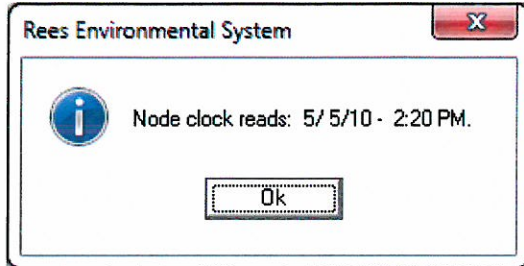 Rees Environmental System
Node clock reads: 5/ 5/10 - 2:20 PM.
Ok